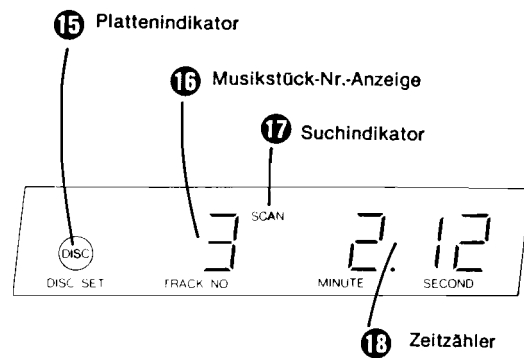 15 Plattenindikator
16 Musikstück-Nr.-Anzeige
17 Suchindikator
SCAN
DISC 3 2. 12
DISC SET TRACK NO MINUTE SECOND
18 Zeitzähler